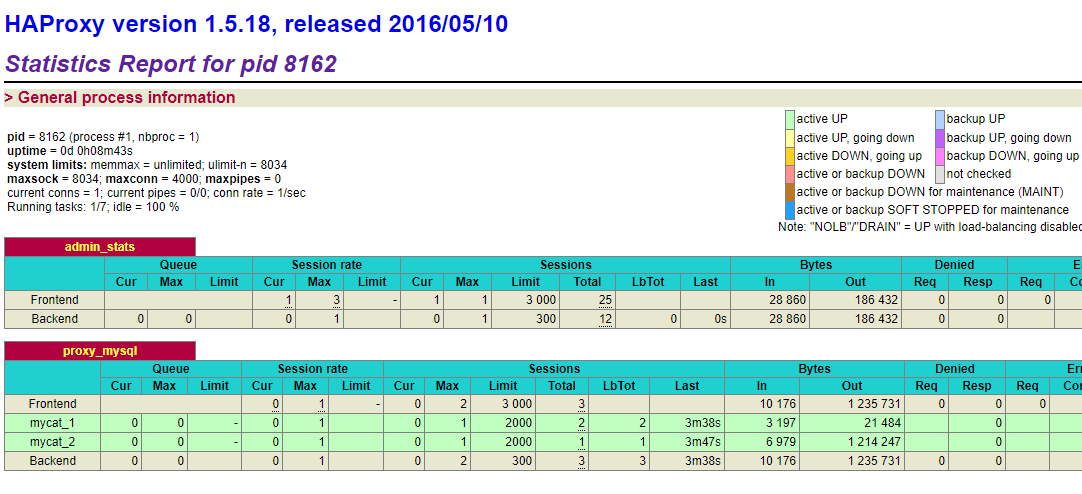 HAProxy version 1.5.18, released 2016/05/10
Statistics Report for pid 8162
> General process information
pid = 8162 (process #1, nbproc = 1)
uptime = 0d 0h08m43s
system limits: memmax = unlimited; ulimit-n = 8034
maxsock = 8034; maxconn = 4000; maxpipes = 0
current conns = 1; current pipes = 0/0; conn rate = 1/sec
Running tasks: 1/7; idle = 100 %
active UP backup UP
active UP, going down backup UP, going down
active DOWN, going up backup DOWN, going up
active or backup DOWN not checked
active or backup DOWN for maintenance (MAINT)
active or backup SOFT STOPPED for maintenance
Note: "NOLB"/"DRAIN" = UP with load-balancing disabled
admin_stats
Queue Session rate Sessions Bytes Denied E
Cur Max Limit Cur Max Limit Cur Max Limit Total LbTot Last In Out Req Resp Req Co
Frontend 1 3 - 1 1 3 000 25 28 860 186 432 0 0 0
Backend 0 0 0 1 0 1 300 12 0 0s 28 860 186 432 0 0
proxy_mysql
Queue Session rate Sessions Bytes Denied Er
Cur Max Limit Cur Max Limit Cur Max Limit Total LbTot Last In Out Req Resp Req Co
Frontend 0 1 - 0 2 3 000 3 10 176 1 235 731 0 0 0
mycat_1 0 0 - 0 1 0 1 2000 2 2 3m38s 3 197 21 484 0
mycat_2 0 0 - 0 1 0 1 2000 1 1 3m47s 6 979 1 214 247 0
Backend 0 0 0 1 0 2 300 3 3 3m38s 10 176 1 235 731 0 0